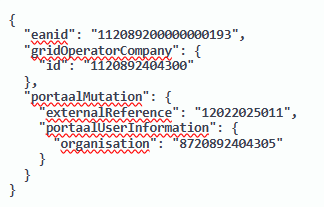 {
  "eanid": "112089200000000193",
  "gridOperatorCompany": {
    "id": "1120892404300"
  },
  "portaalMutation": {
    "externalReference": "12022025011",
    "portaalUserInformation": {
      "organisation": "8720892404305"
    }
  }
}